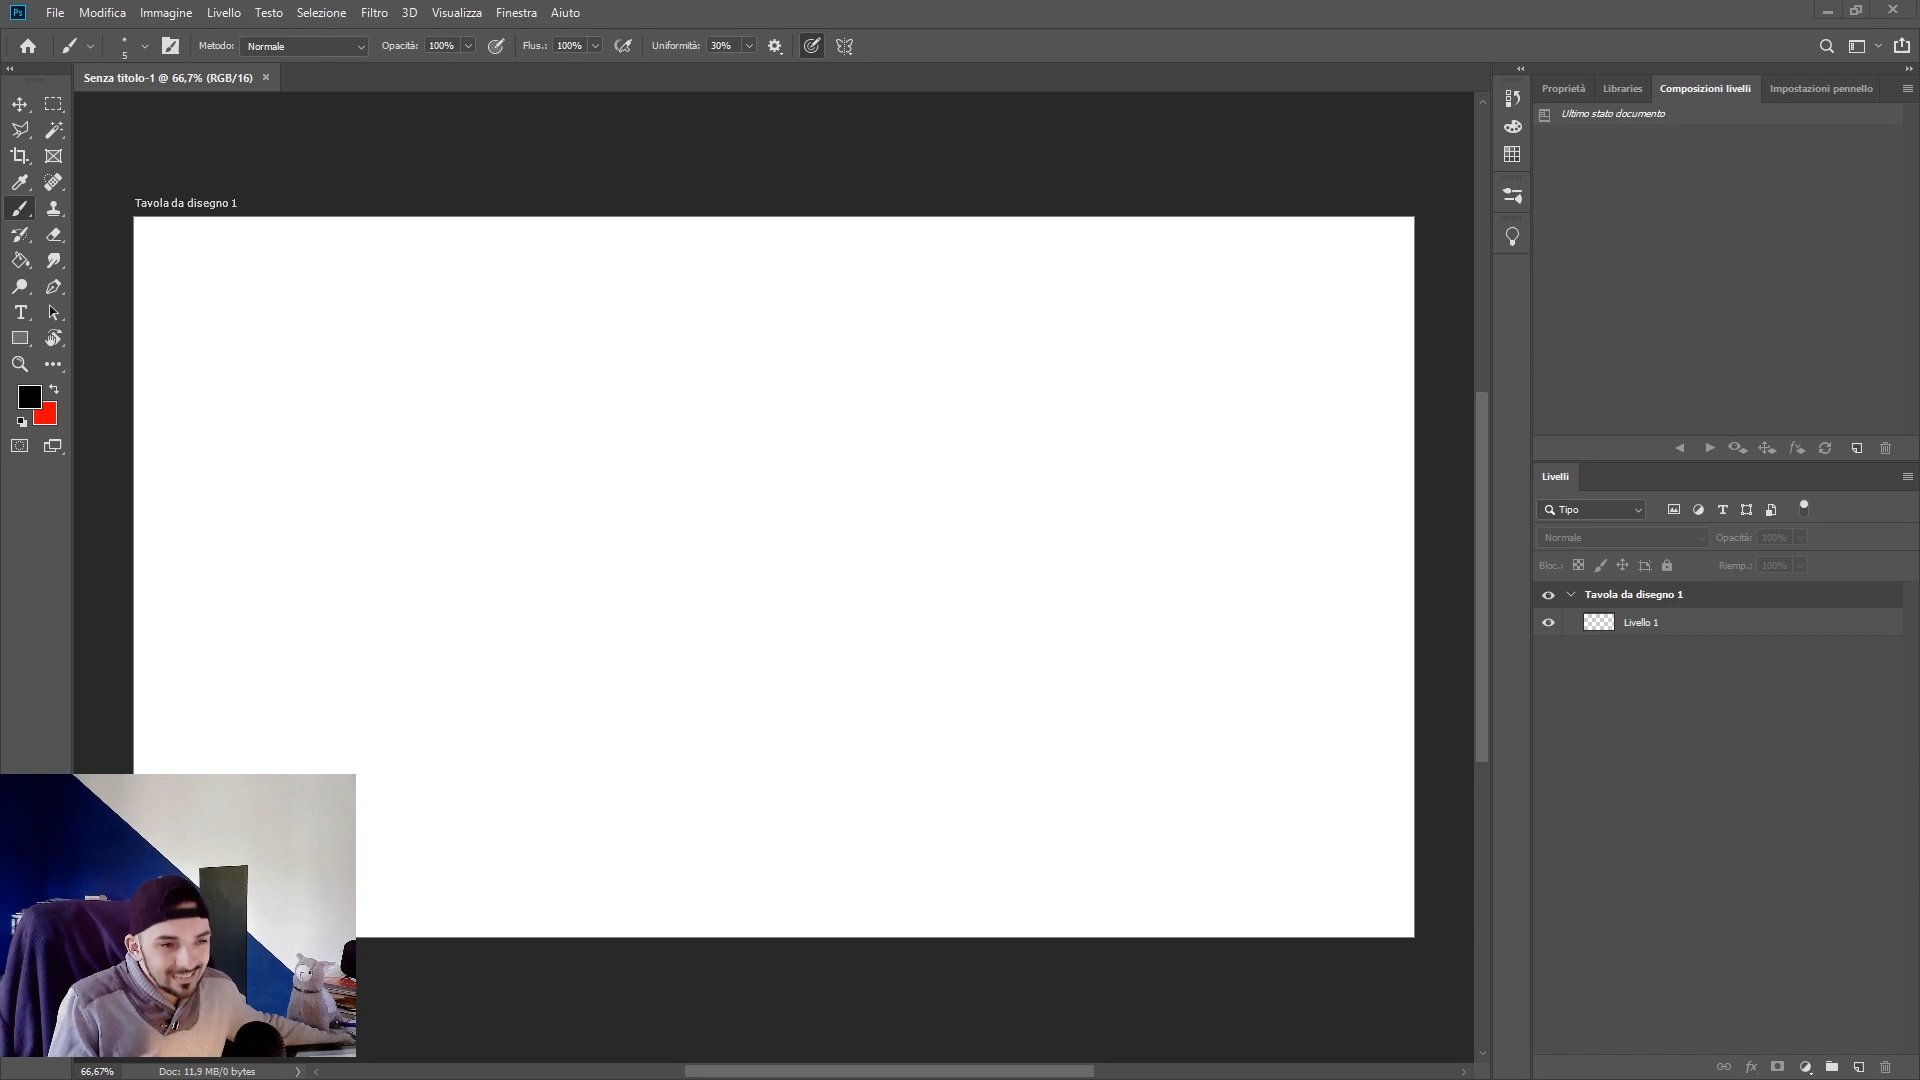 Ps File Modifica Immagine Livello Testo Selezione Filtro 3D Visualizza Finestra Aiuto
5 Metodo: Normale Opacità: 100% Flus.: 100% Uniformità: 30%
Senza titolo-1 @ 66,7% (RGB/16)
Proprietà Libraries Composizioni livelli Impostazioni pennello
Ultimo stato documento
Tavola da disegno 1
Livelli
Tipo
Normale Opacità: 100%
Bloc.: Riemp.: 100%
Tavola da disegno 1
Livello 1
66,67% Doc: 11,9 MB/0 bytes